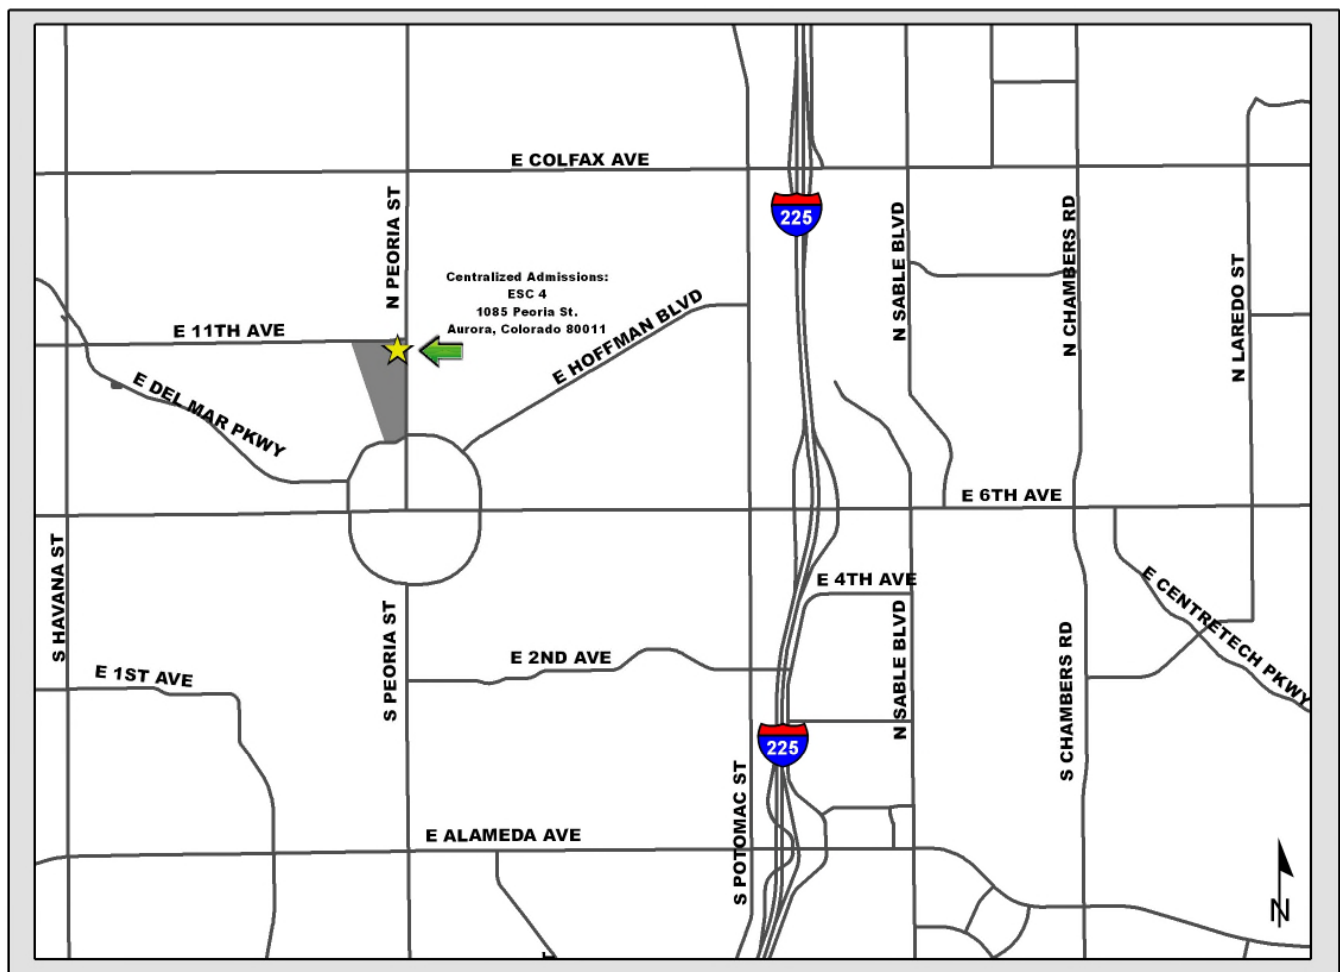 E COLFAX AVE
N PEORIA ST
225
N SABLE BLVD
N CHAMBERS RD
N LAREDO ST
Centralized Admissions:
ESC 4
1085 Peoria St.
Aurora, Colorado 80011
E 11TH AVE
E HOFFMAN BLVD
E DEL MAR PKWY
E 6TH AVE
S HAVANA ST
E 4TH AVE
E CENTRETECH PKWY
S PEORIA ST
E 2ND AVE
N SABLE BLVD
S CHAMBERS RD
E 1ST AVE
225
S POTOMAC ST
E ALAMEDA AVE
N